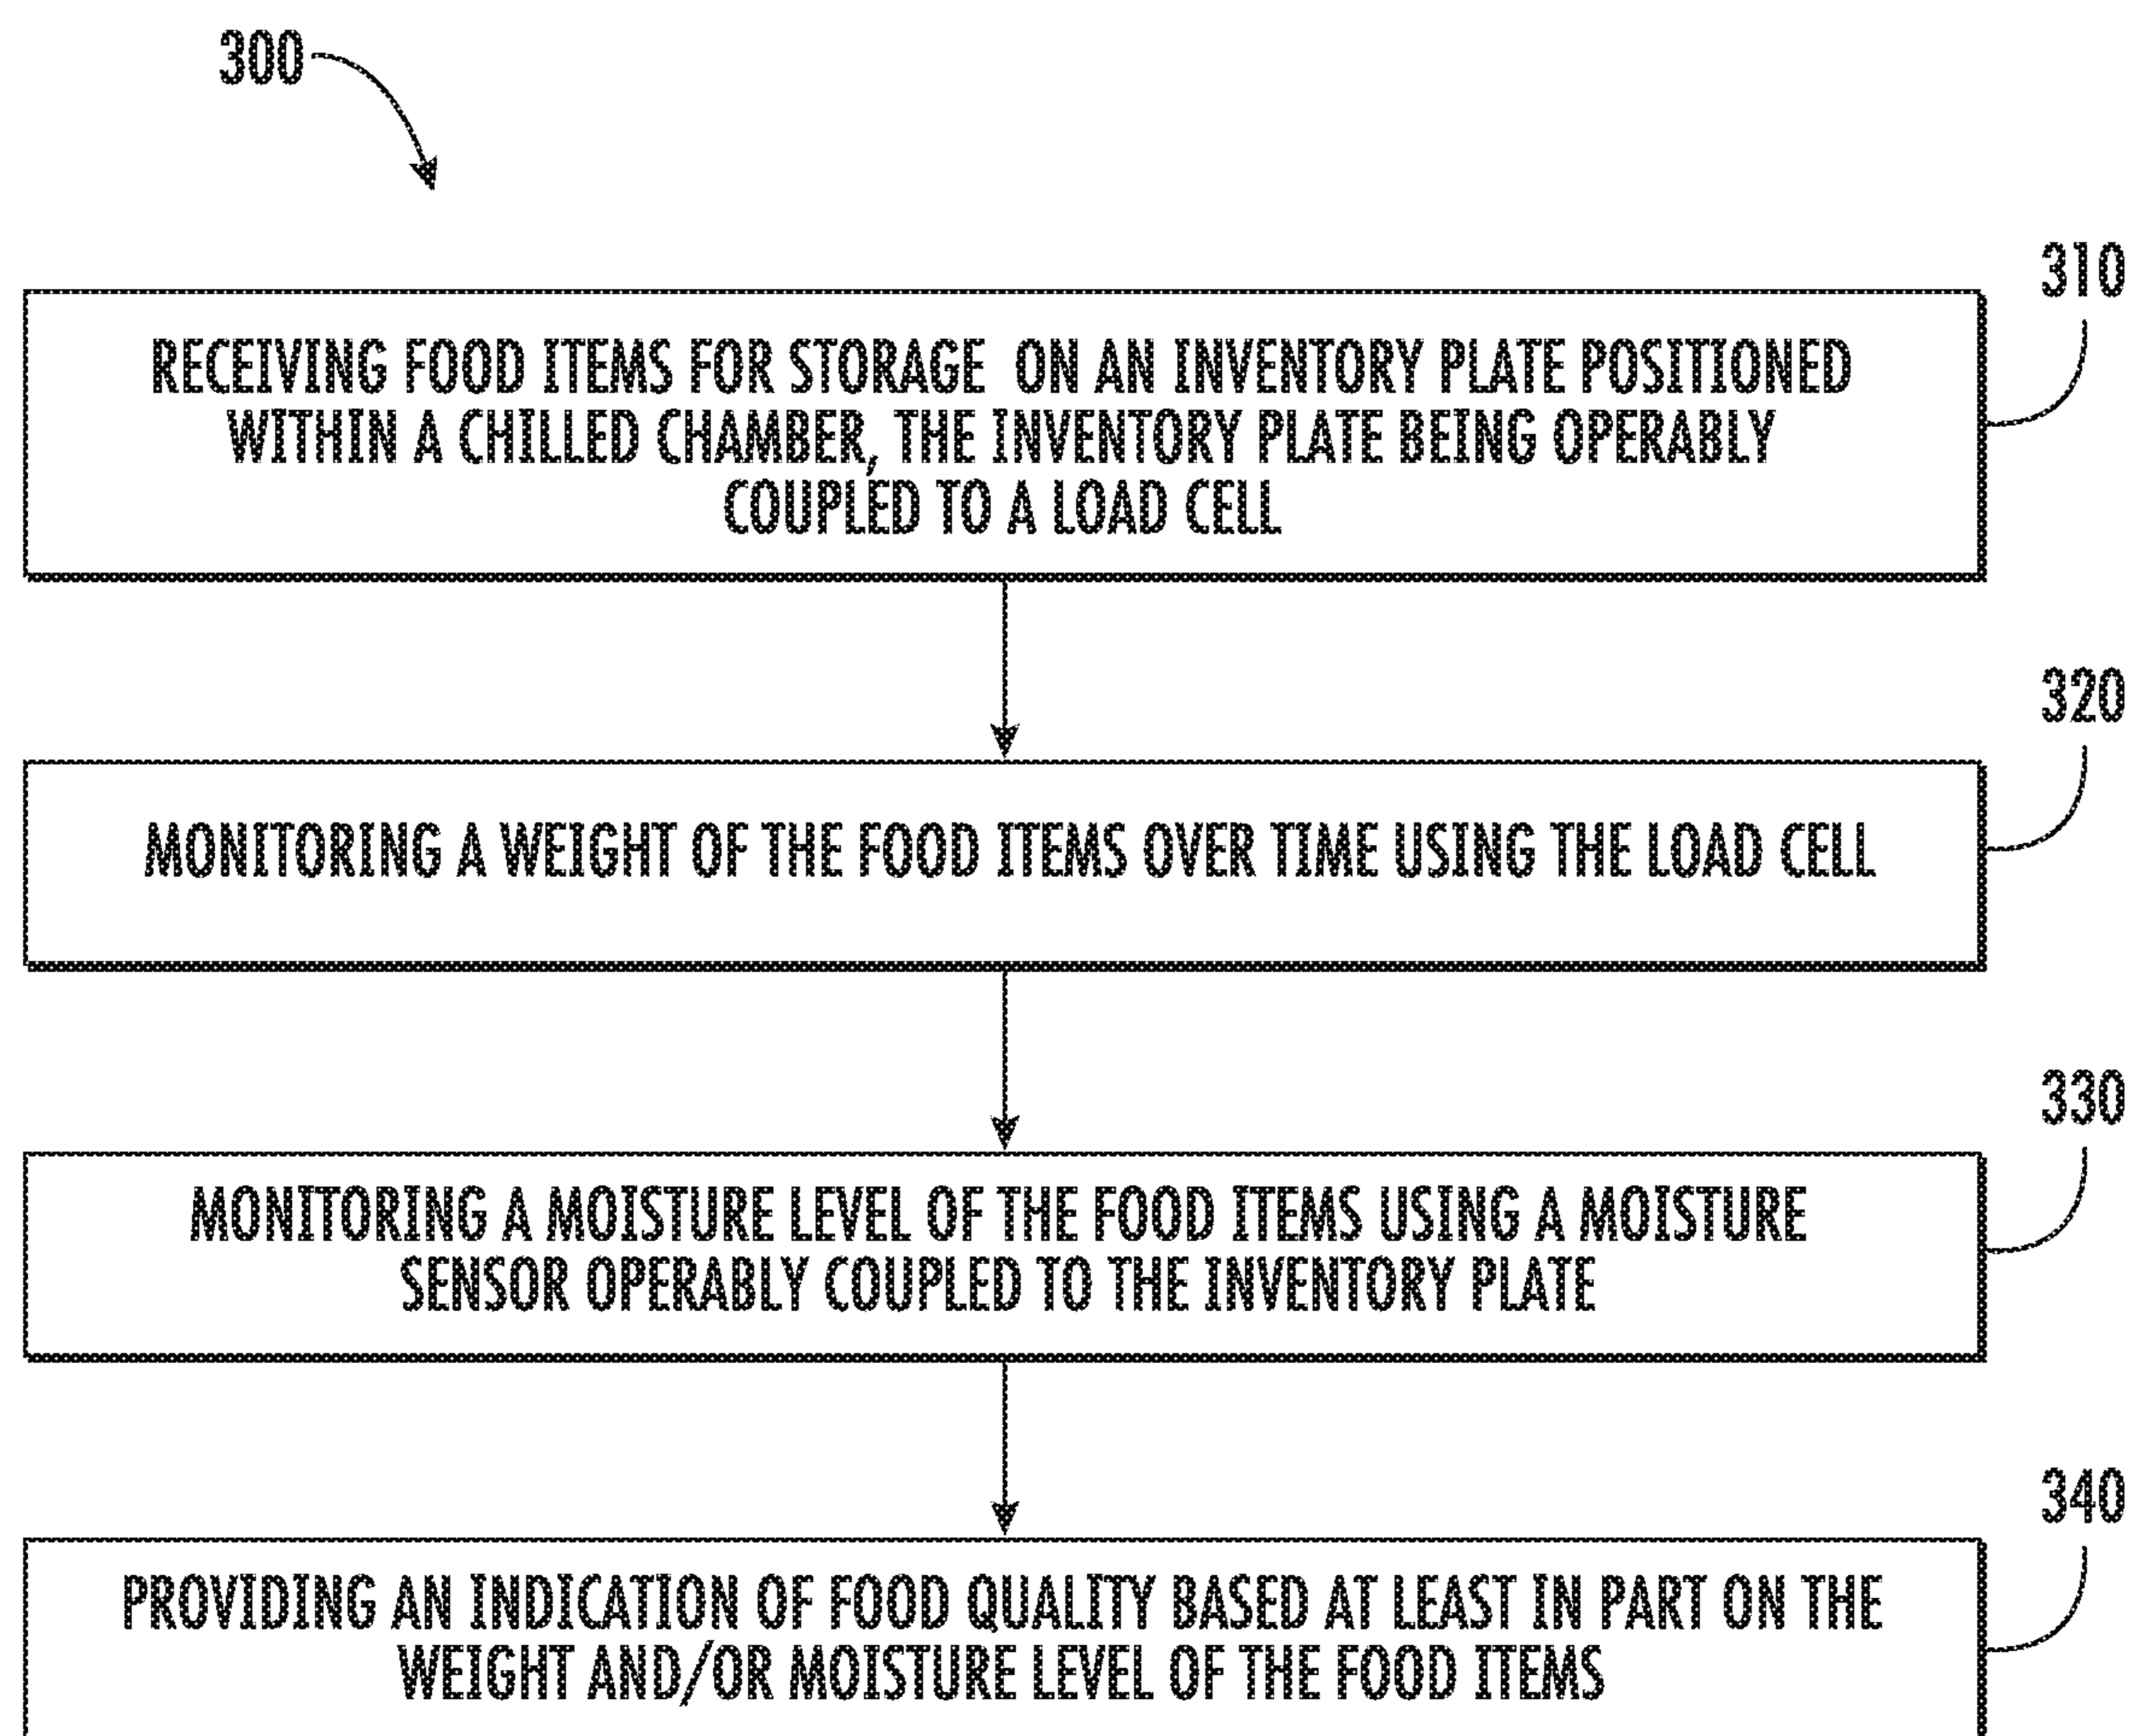 300
310
RECEIVING FOOD ITEMS FOR STORAGE ON AN INVENTORY PLATE POSITIONED
WITHIN A CHILLED CHAMBER, THE INVENTORY PLATE BEING OPERABLY
COUPLED TO A LOAD CELL
320
MONITORING A WEIGHT OF THE FOOD ITEMS OVER TIME USING THE LOAD CELL
330
MONITORING A MOISTURE LEVEL OF THE FOOD ITEMS USING A MOISTURE
SENSOR OPERABLY COUPLED TO THE INVENTORY PLATE
340
PROVIDING AN INDICATION OF FOOD QUALITY BASED AT LEAST IN PART ON THE
WEIGHT AND/OR MOISTURE LEVEL OF THE FOOD ITEMS